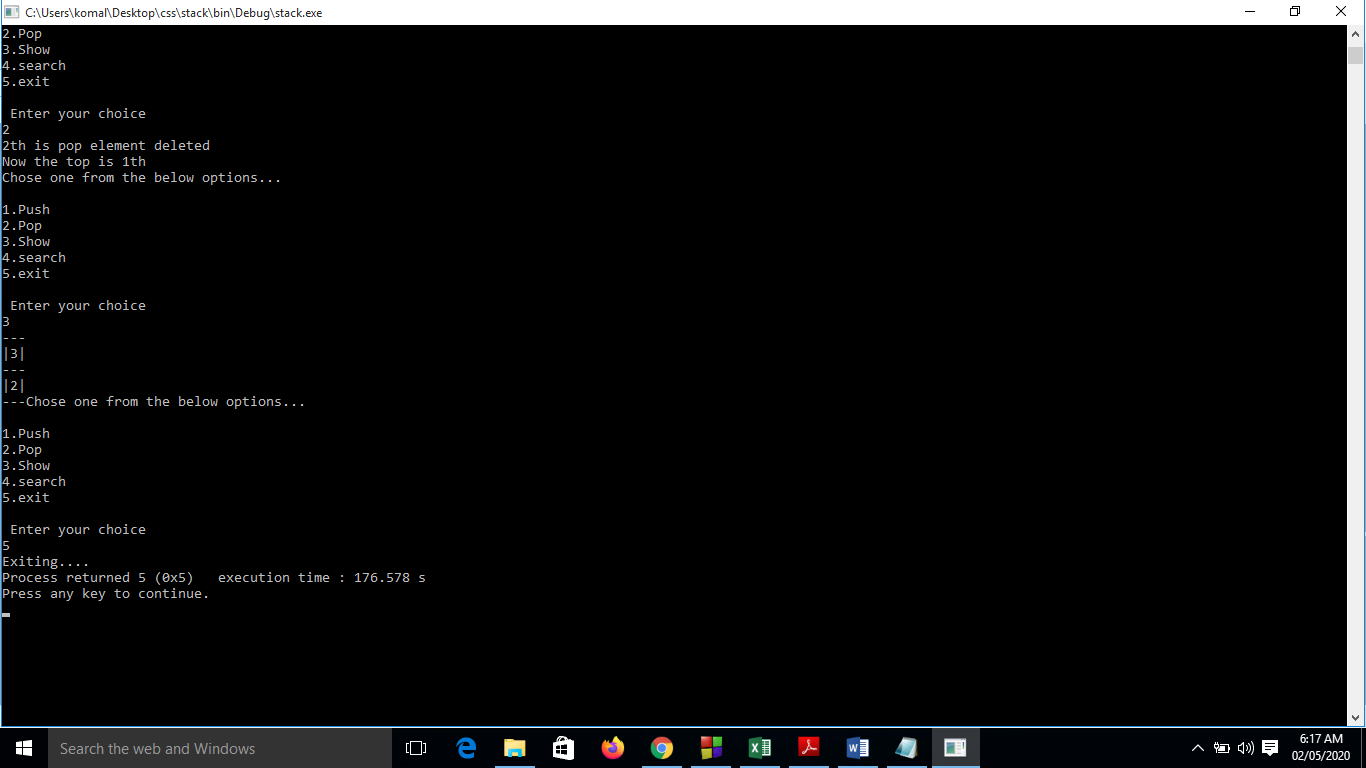 C:\Users\komal\Desktop\css\stack\bin\Debug\stack.exe
2.Pop
3.Show
4.search
5.exit
Enter your choice
2
2th is pop element deleted
Now the top is 1th
Chose one from the below options...
1.Push
2.Pop
3.Show
4.search
5.exit
Enter your choice
3
---
|3|
---
|2|
---Chose one from the below options...
1.Push
2.Pop
3.Show
4.search
5.exit
Enter your choice
5
Exiting....
Process returned 5 (0x5)   execution time : 176.578 s
Press any key to continue.
Search the web and Windows
6:17 AM
02/05/2020